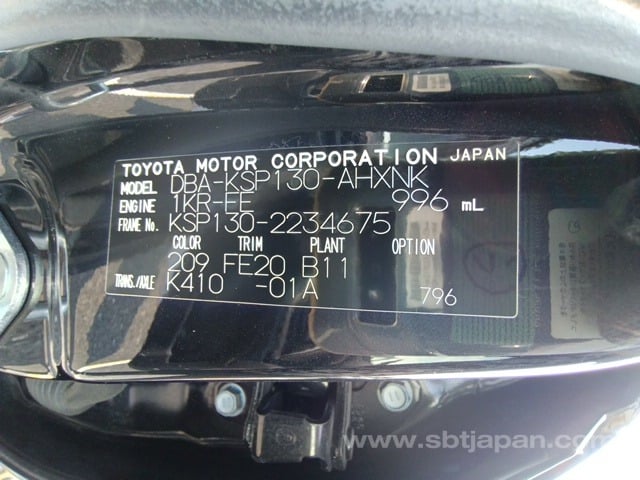 TOYOTA MOTOR CORPORATION JAPAN
MODEL DBA-KSP130-AHXNK
ENGINE 1KR-FE 996 mL
FRAME No. KSP130-2234675
COLOR TRIM PLANT OPTION
209 FE20 B11
TRANS./AXLE K410 -01A
796
www.sbtjapan.com